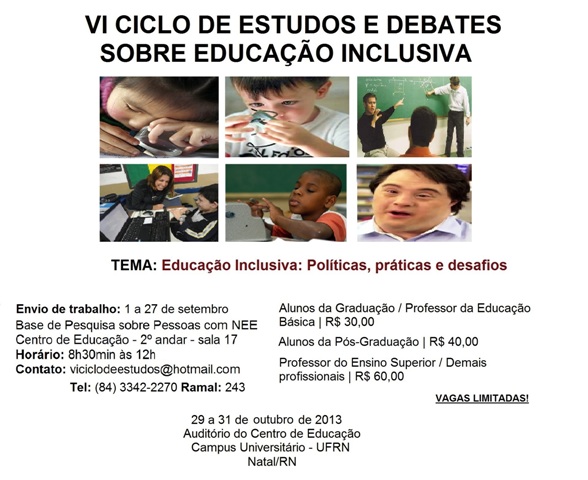 VI CICLO DE ESTUDOS E DEBATES
SOBRE EDUCAÇÃO INCLUSIVA
TEMA: Educação Inclusiva: Políticas, práticas e desafios
Envio de trabalho: 1 a 27 de setembro
Base de Pesquisa sobre Pessoas com NEE
Centro de Educação - 2º andar - sala 17
Horário: 8h30min às 12h
Contato: viciclodeestudos@hotmail.com
Tel: (84) 3342-2270 Ramal: 243
Alunos da Graduação / Professor da Educação
Básica | R$ 30,00
Alunos da Pós-Graduação | R$ 40,00
Professor do Ensino Superior / Demais
profissionais | R$ 60,00
VAGAS LIMITADAS!
29 a 31 de outubro de 2013
Auditório do Centro de Educação
Campus Universitário - UFRN
Natal/RN